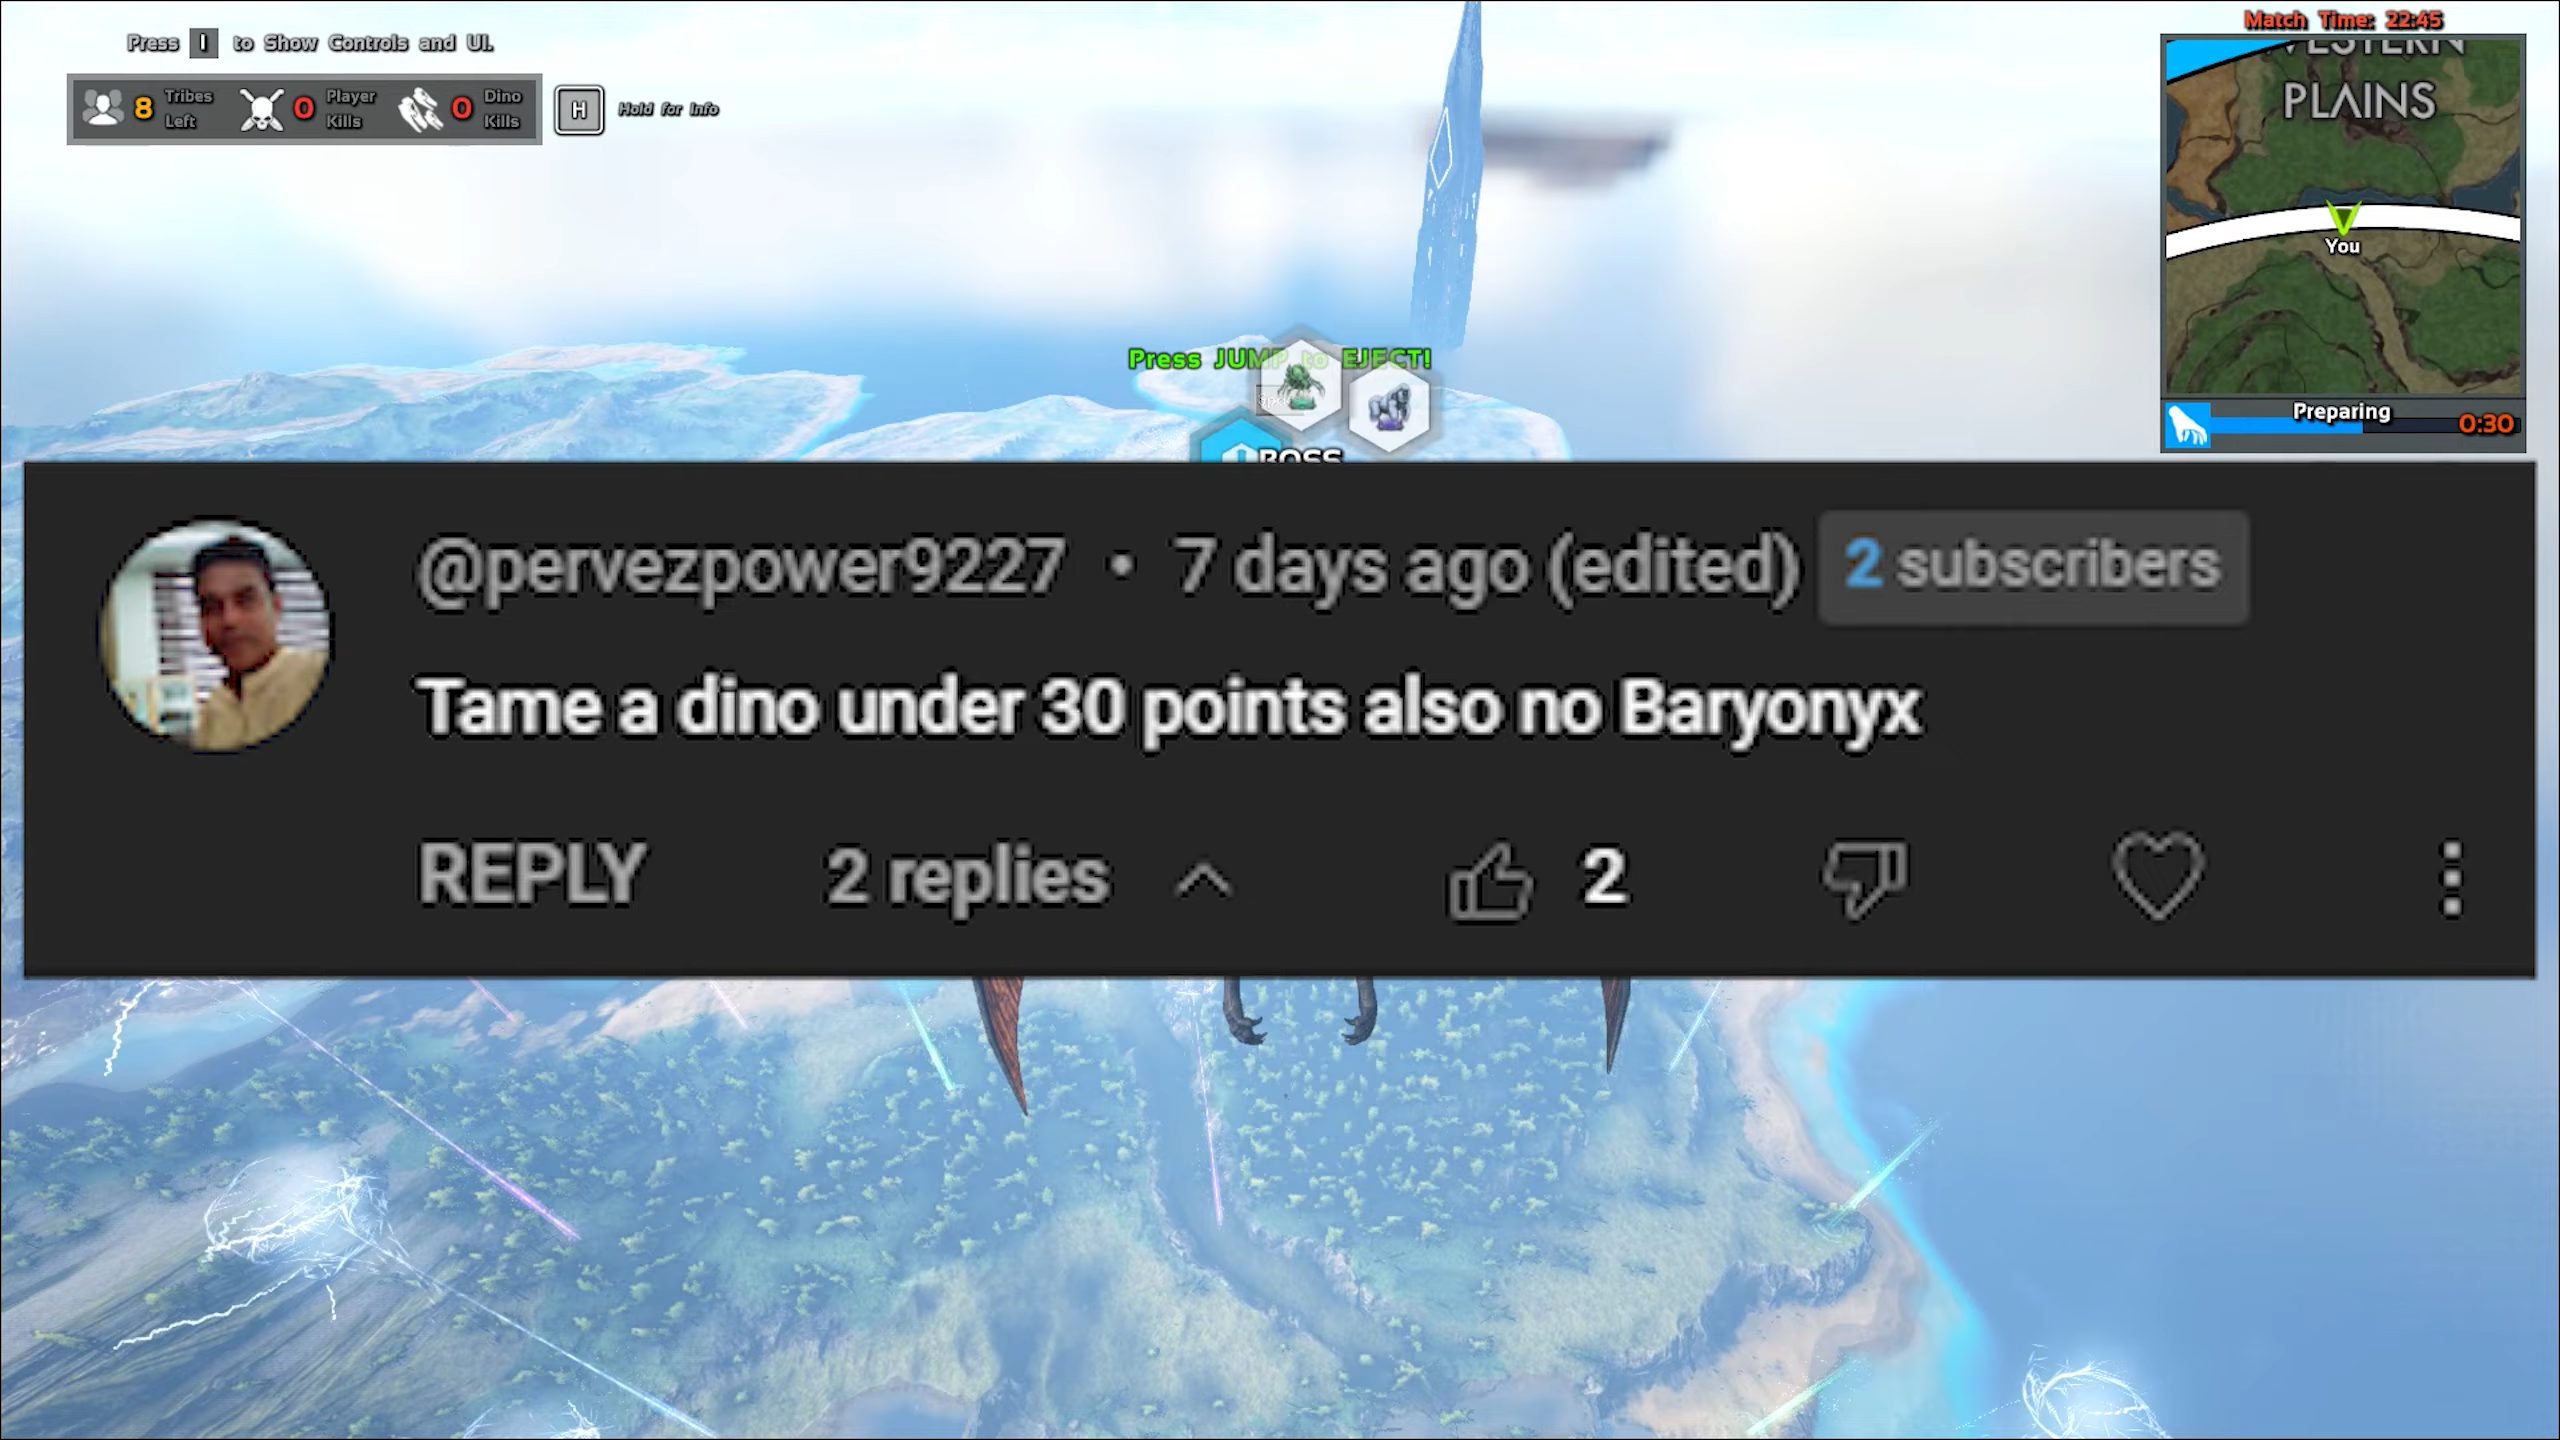 Press I to Show Controls and UI.
8 Tribes Left 0 Player Kills 0 Dino Kills H Hold for Info
Match Time: 22:45
WESTERN
PLAINS
You
Preparing 0:30
Press JUMP to EJECT!
BOSS
@pervezpower9227 • 7 days ago (edited) 2 subscribers
Tame a dino under 30 points also no Baryonyx
REPLY 2 replies 2